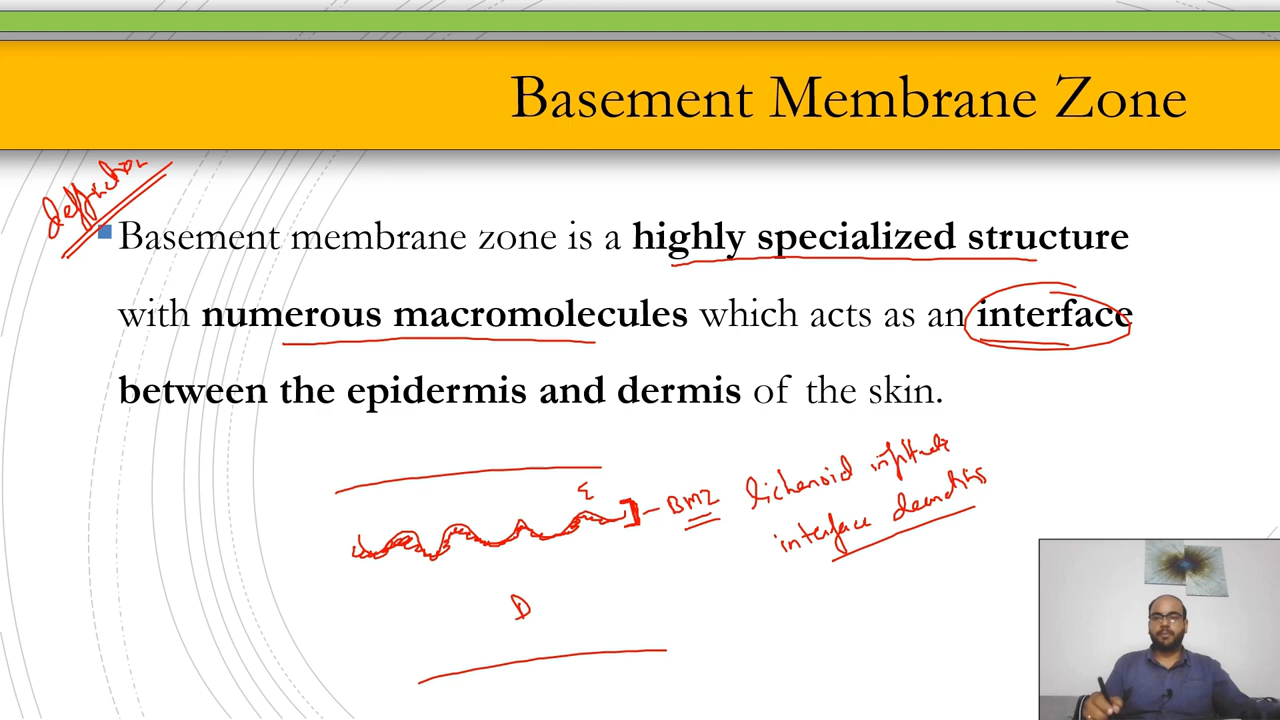 Basement Membrane Zone
definition
Basement membrane zone is a highly specialized structure
with numerous macromolecules which acts as an interface
between the epidermis and dermis of the skin.
E
BMZ
lichenoid infiltrate
interface dermatitis
D